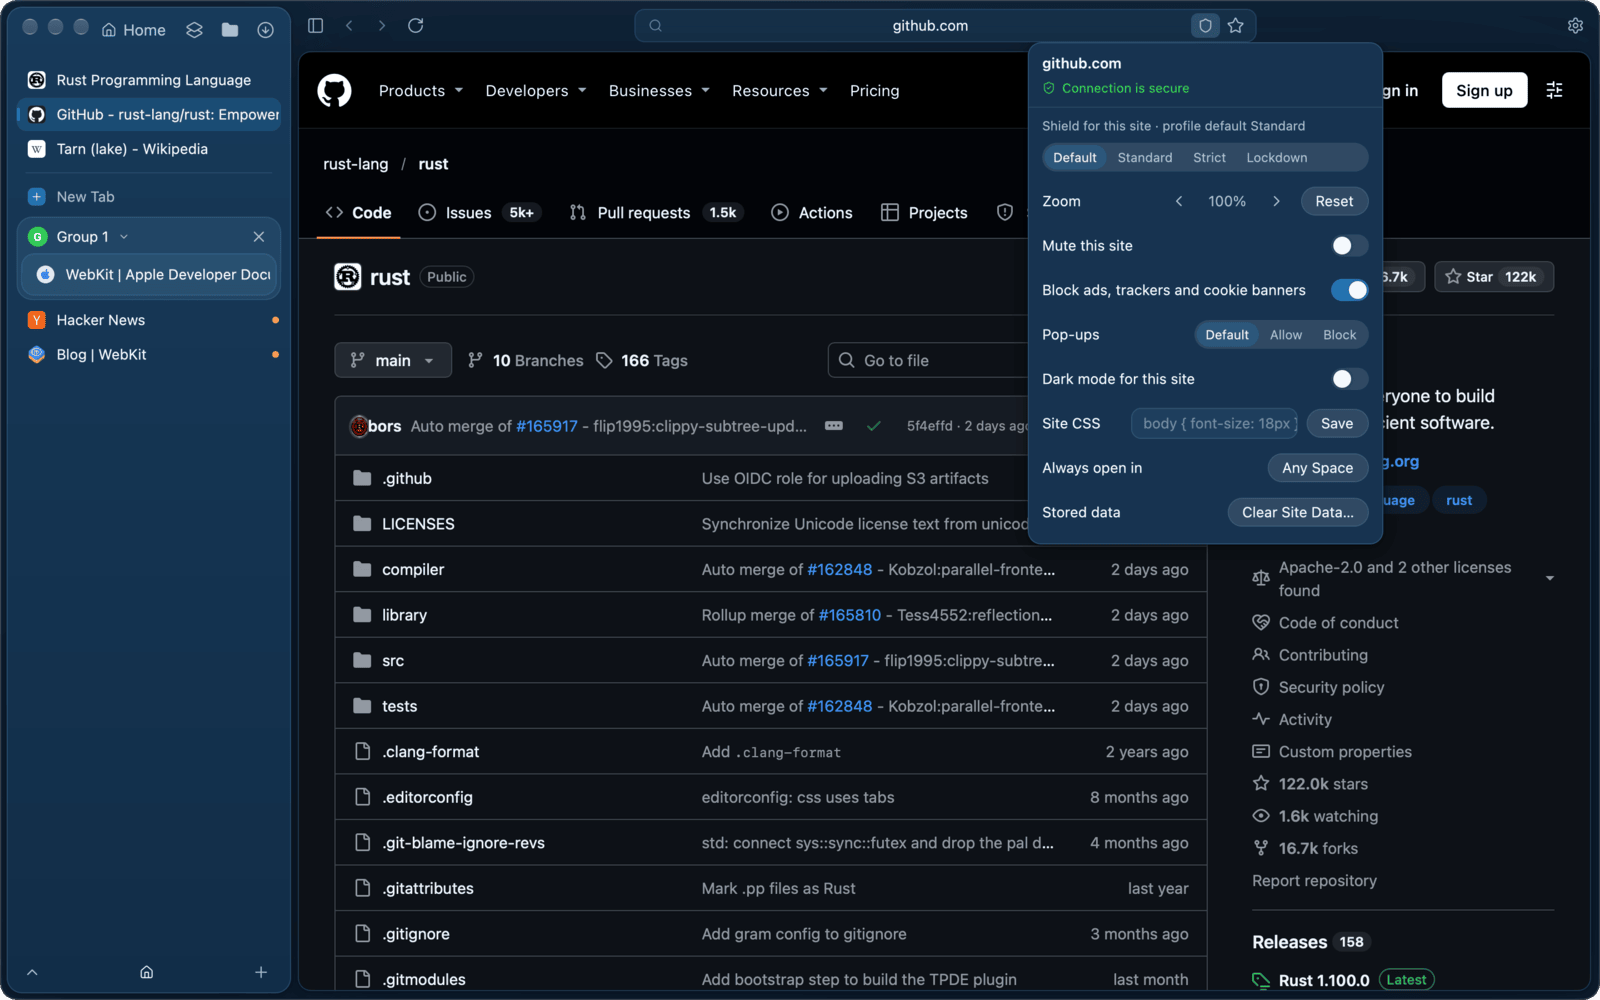 Home
Rust Programming Language
GitHub - rust-lang/rust: Empower
W Tarn (lake) - Wikipedia
New Tab
G Group 1
WebKit | Apple Developer Docu
Y Hacker News
Blog | WebKit
github.com
Products Developers Businesses Resources Pricing
gn in
Sign up
rust-lang / rust
Code
Issues 5k+
Pull requests 1.5k
Actions
Projects
rust Public
6.7k
Star 122k
main
10 Branches
166 Tags
Go to file
bors Auto merge of #165917 - flip1995:clippy-subtree-upd...
5f4effd · 2 days ago
.github Use OIDC role for uploading S3 artifacts
LICENSES Synchronize Unicode license text from unicod
compiler Auto merge of #162848 - Kobzol:parallel-fronte... 2 days ago
library Rollup merge of #165810 - Tess4552:reflection... 2 days ago
src Auto merge of #165917 - flip1995:clippy-subtre... 2 days ago
tests Auto merge of #162848 - Kobzol:parallel-fronte... 2 days ago
.clang-format Add .clang-format 2 years ago
.editorconfig editorconfig: css uses tabs 8 months ago
.git-blame-ignore-revs std: connect sys::sync::futex and drop the pal d... 4 months ago
.gitattributes Mark .pp files as Rust last year
.gitignore Add gram config to gitignore 3 months ago
.gitmodules Add bootstrap step to build the TPDE plugin last month
github.com
Connection is secure
Shield for this site · profile default Standard
Default Standard Strict Lockdown
Zoom 100% Reset
Mute this site
Block ads, trackers and cookie banners
Pop-ups Default Allow Block
Dark mode for this site
Site CSS body { font-size: 18px } Save
Always open in Any Space
Stored data Clear Site Data...
ryone to build
cient software.
g.org
uage rust
Apache-2.0 and 2 other licenses
found
Code of conduct
Contributing
Security policy
Activity
Custom properties
122.0k stars
1.6k watching
16.7k forks
Report repository
Releases 158
Rust 1.100.0 Latest